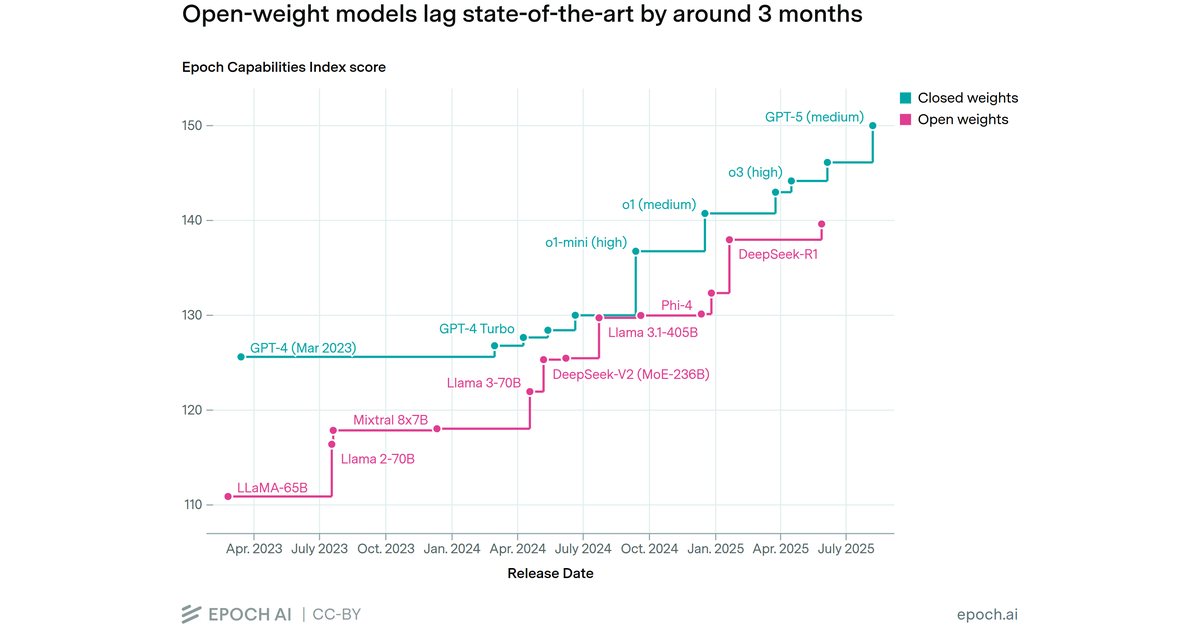 Open-weight models lag state-of-the-art by around 3 months
Epoch Capabilities Index score
Closed weights
Open weights
150
140
130
120
110
GPT-5 (medium)
o3 (high)
o1 (medium)
o1-mini (high)
DeepSeek-R1
Phi-4
GPT-4 Turbo
Llama 3.1-405B
GPT-4 (Mar 2023)
DeepSeek-V2 (MoE-236B)
Llama 3-70B
Mixtral 8x7B
Llama 2-70B
LLaMA-65B
Apr. 2023 July 2023 Oct. 2023 Jan. 2024 Apr. 2024 July 2024 Oct. 2024 Jan. 2025 Apr. 2025 July 2025
Release Date
EPOCH AI | CC-BY
epoch.ai